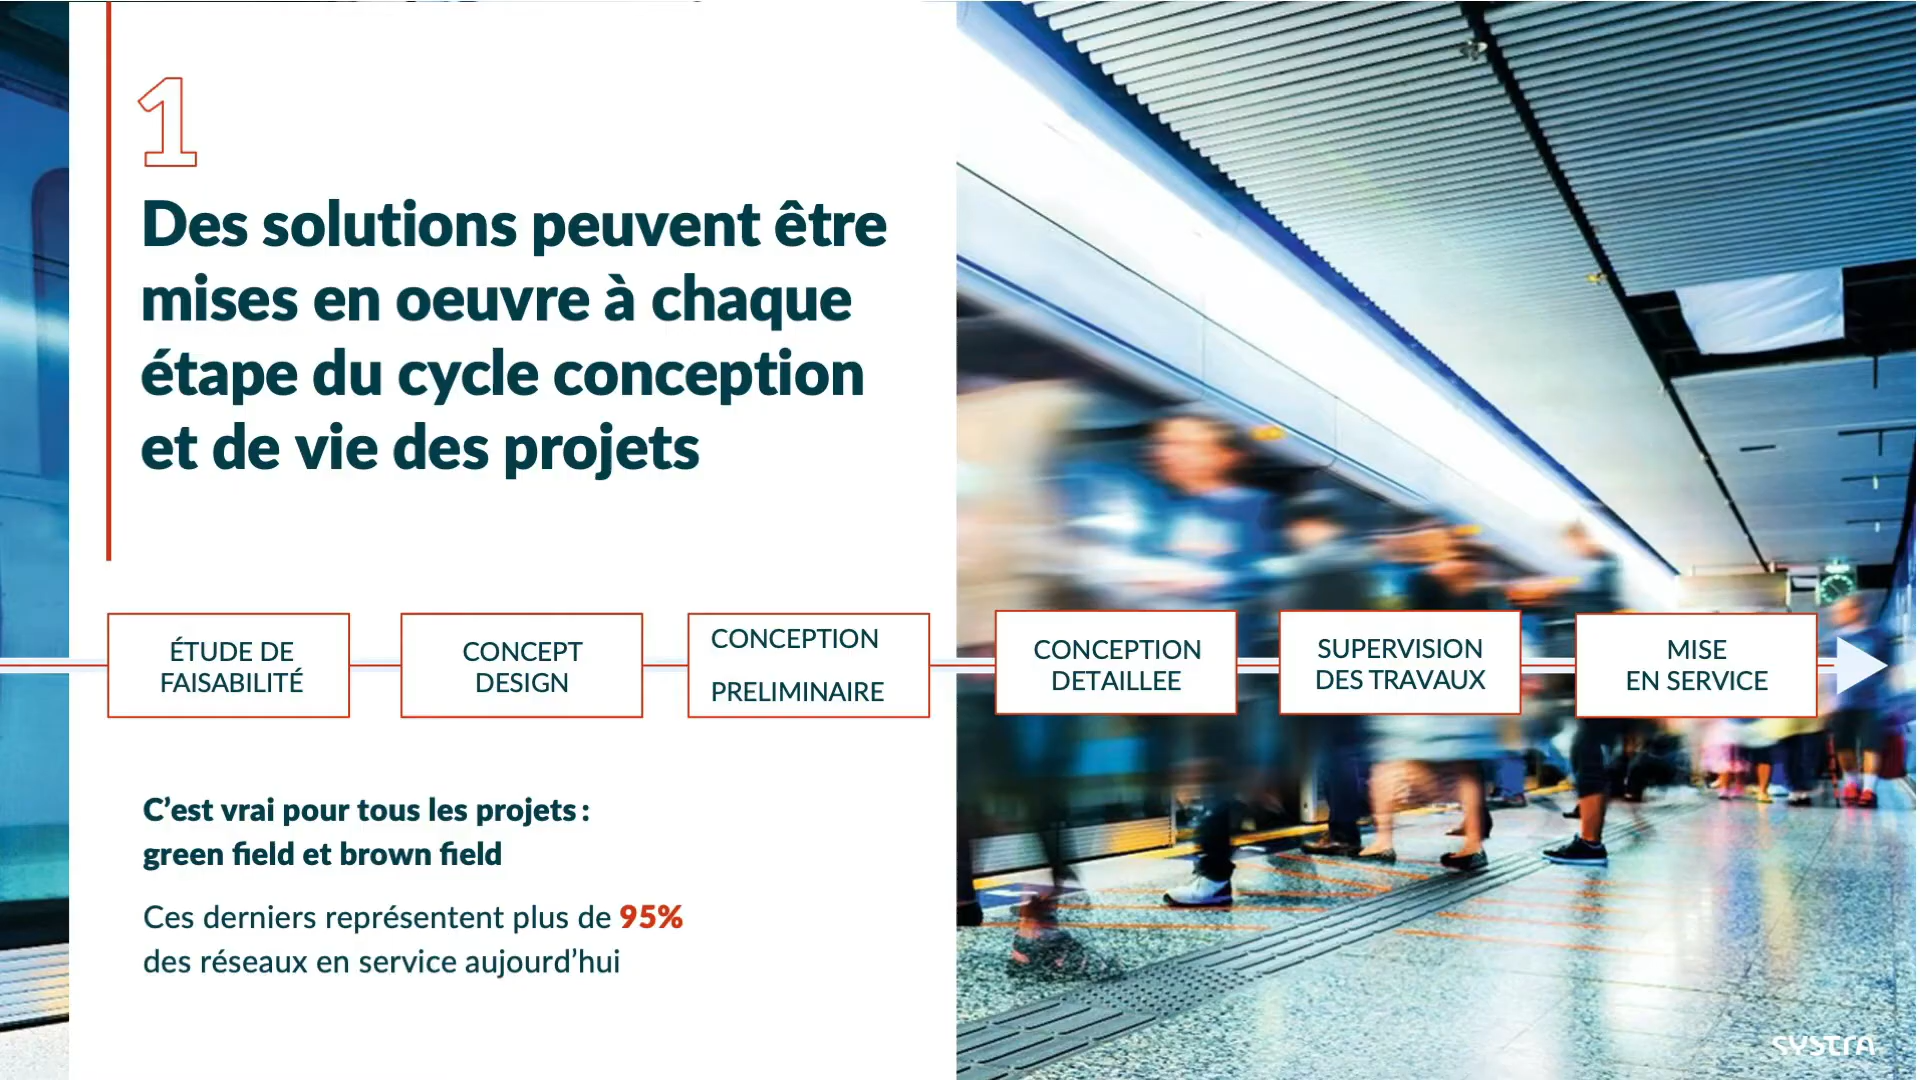 1
Des solutions peuvent être
mises en oeuvre à chaque
étape du cycle conception
et de vie des projets
ÉTUDE DE
FAISABILITÉ
CONCEPT
DESIGN
CONCEPTION
PRELIMINAIRE
CONCEPTION
DETAILLEE
SUPERVISION
DES TRAVAUX
MISE
EN SERVICE
C’est vrai pour tous les projets :
green field et brown field
Ces derniers représentent plus de 95%
des réseaux en service aujourd’hui
SYSTRA